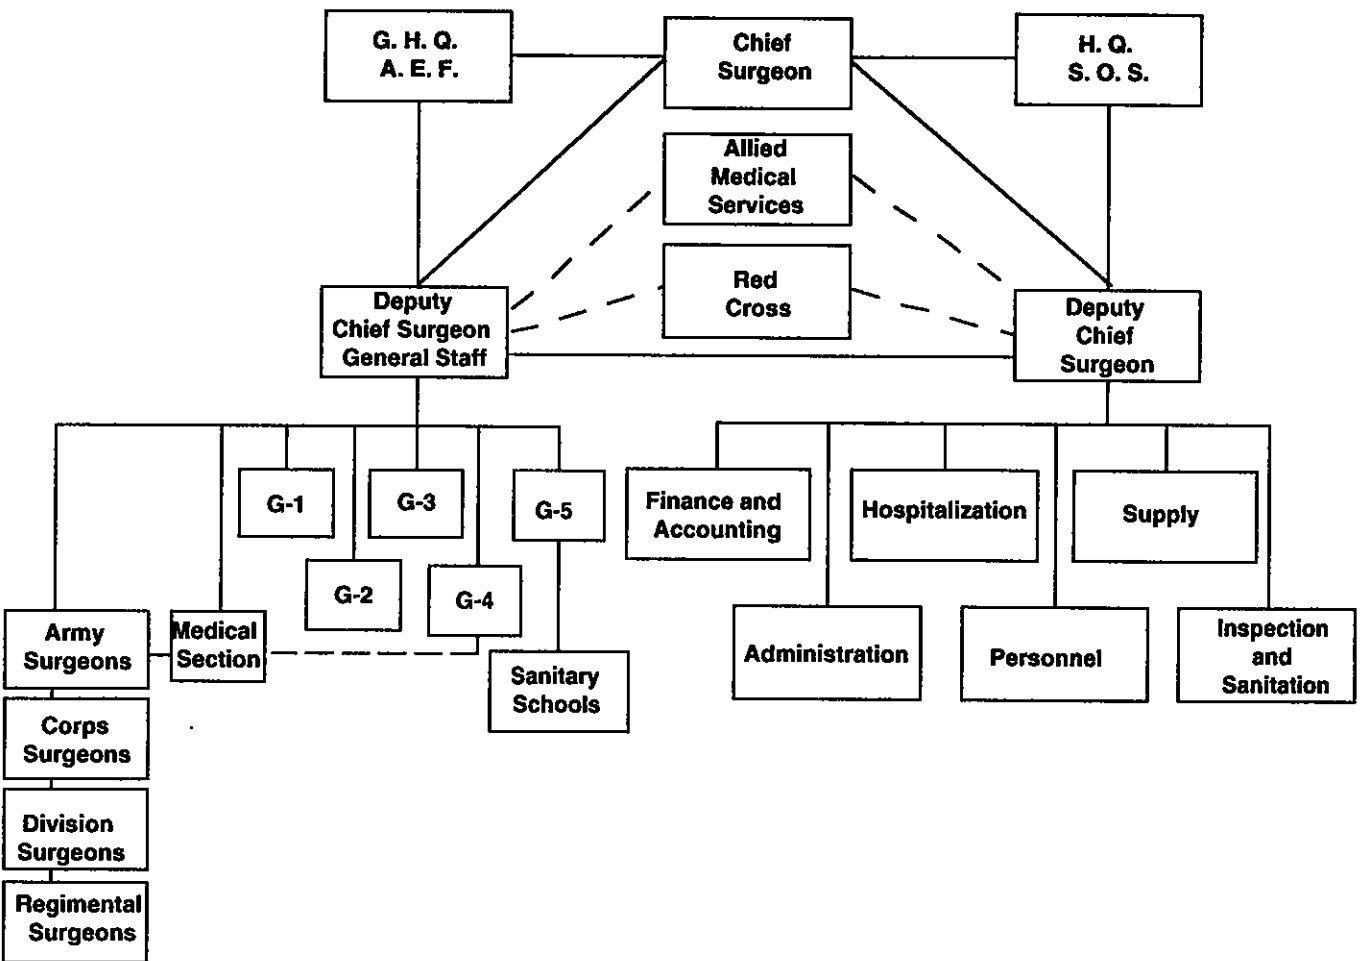 G. H. Q.
A. E. F.
Chief
Surgeon
H. Q.
S. O. S.
Allied
Medical
Services
Red
Cross
Deputy
Chief Surgeon
General Staff
Deputy
Chief
Surgeon
G-1
G-3
G-5
G-2
G-4
Army
Surgeons
Medical
Section
Sanitary
Schools
Corps
Surgeons
Division
Surgeons
Regimental
Surgeons
Finance and
Accounting
Hospitalization
Supply
Administration
Personnel
Inspection
and
Sanitation